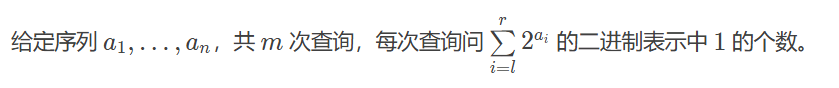 给定序列 $a_1, \ldots, a_n$，共 $m$ 次查询，每次查询问 $\sum_{i=l}^{r} 2^{a_i}$ 的二进制表示中 $1$ 的个数。